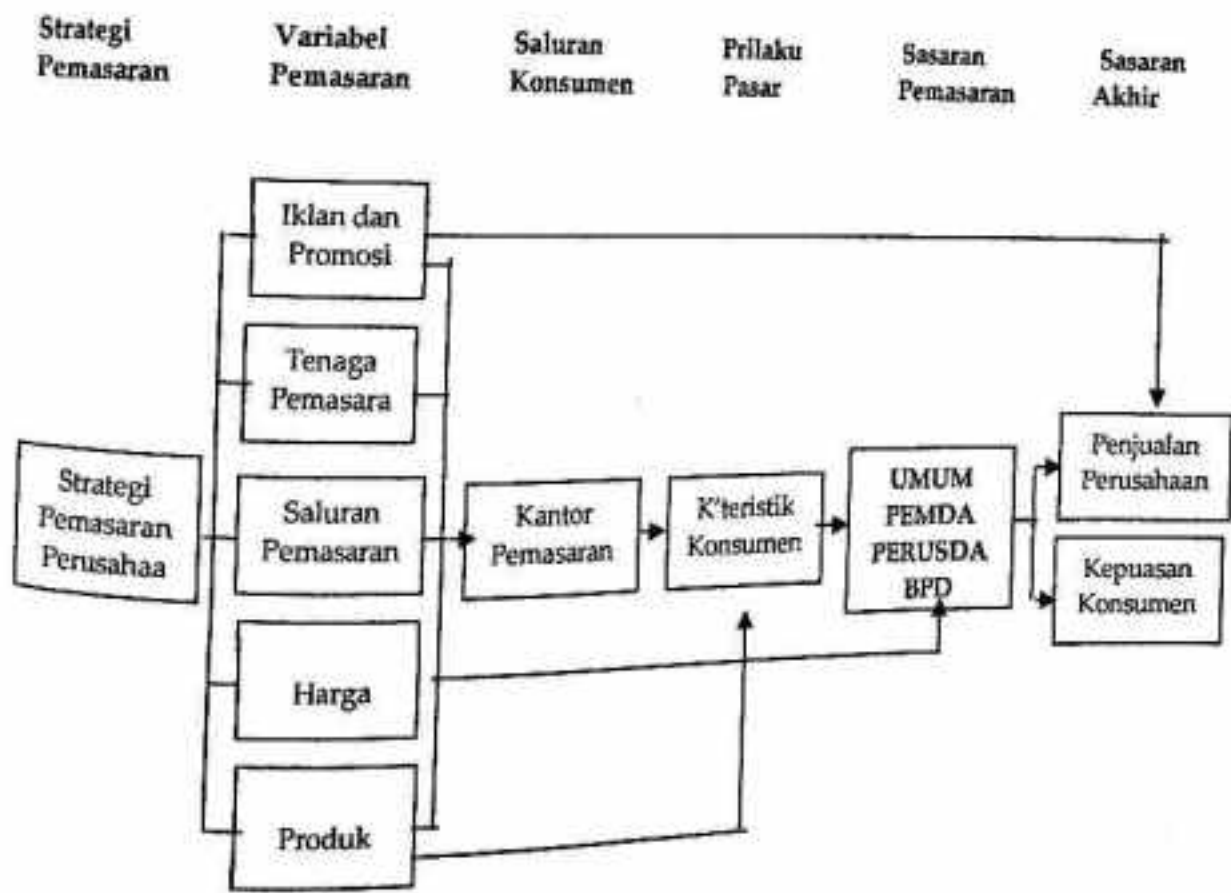 Strategi
Pemasaran
Variabel
Pemasaran
Saluran
Konsumen
Prilaku
Pasar
Sasaran
Pemasaran
Sasaran
Akhir
Iklan dan
Promosi
Tenaga
Pemasara
Strategi
Pemasaran
Perusahaa
Saluran
Pemasaran
Kantor
Pemasaran
K'teristik
Konsumen
UMUM
PEMDA
PERUSDA
BPD
Penjualan
Perusahaan
Kepuasan
Konsumen
Harga
Produk